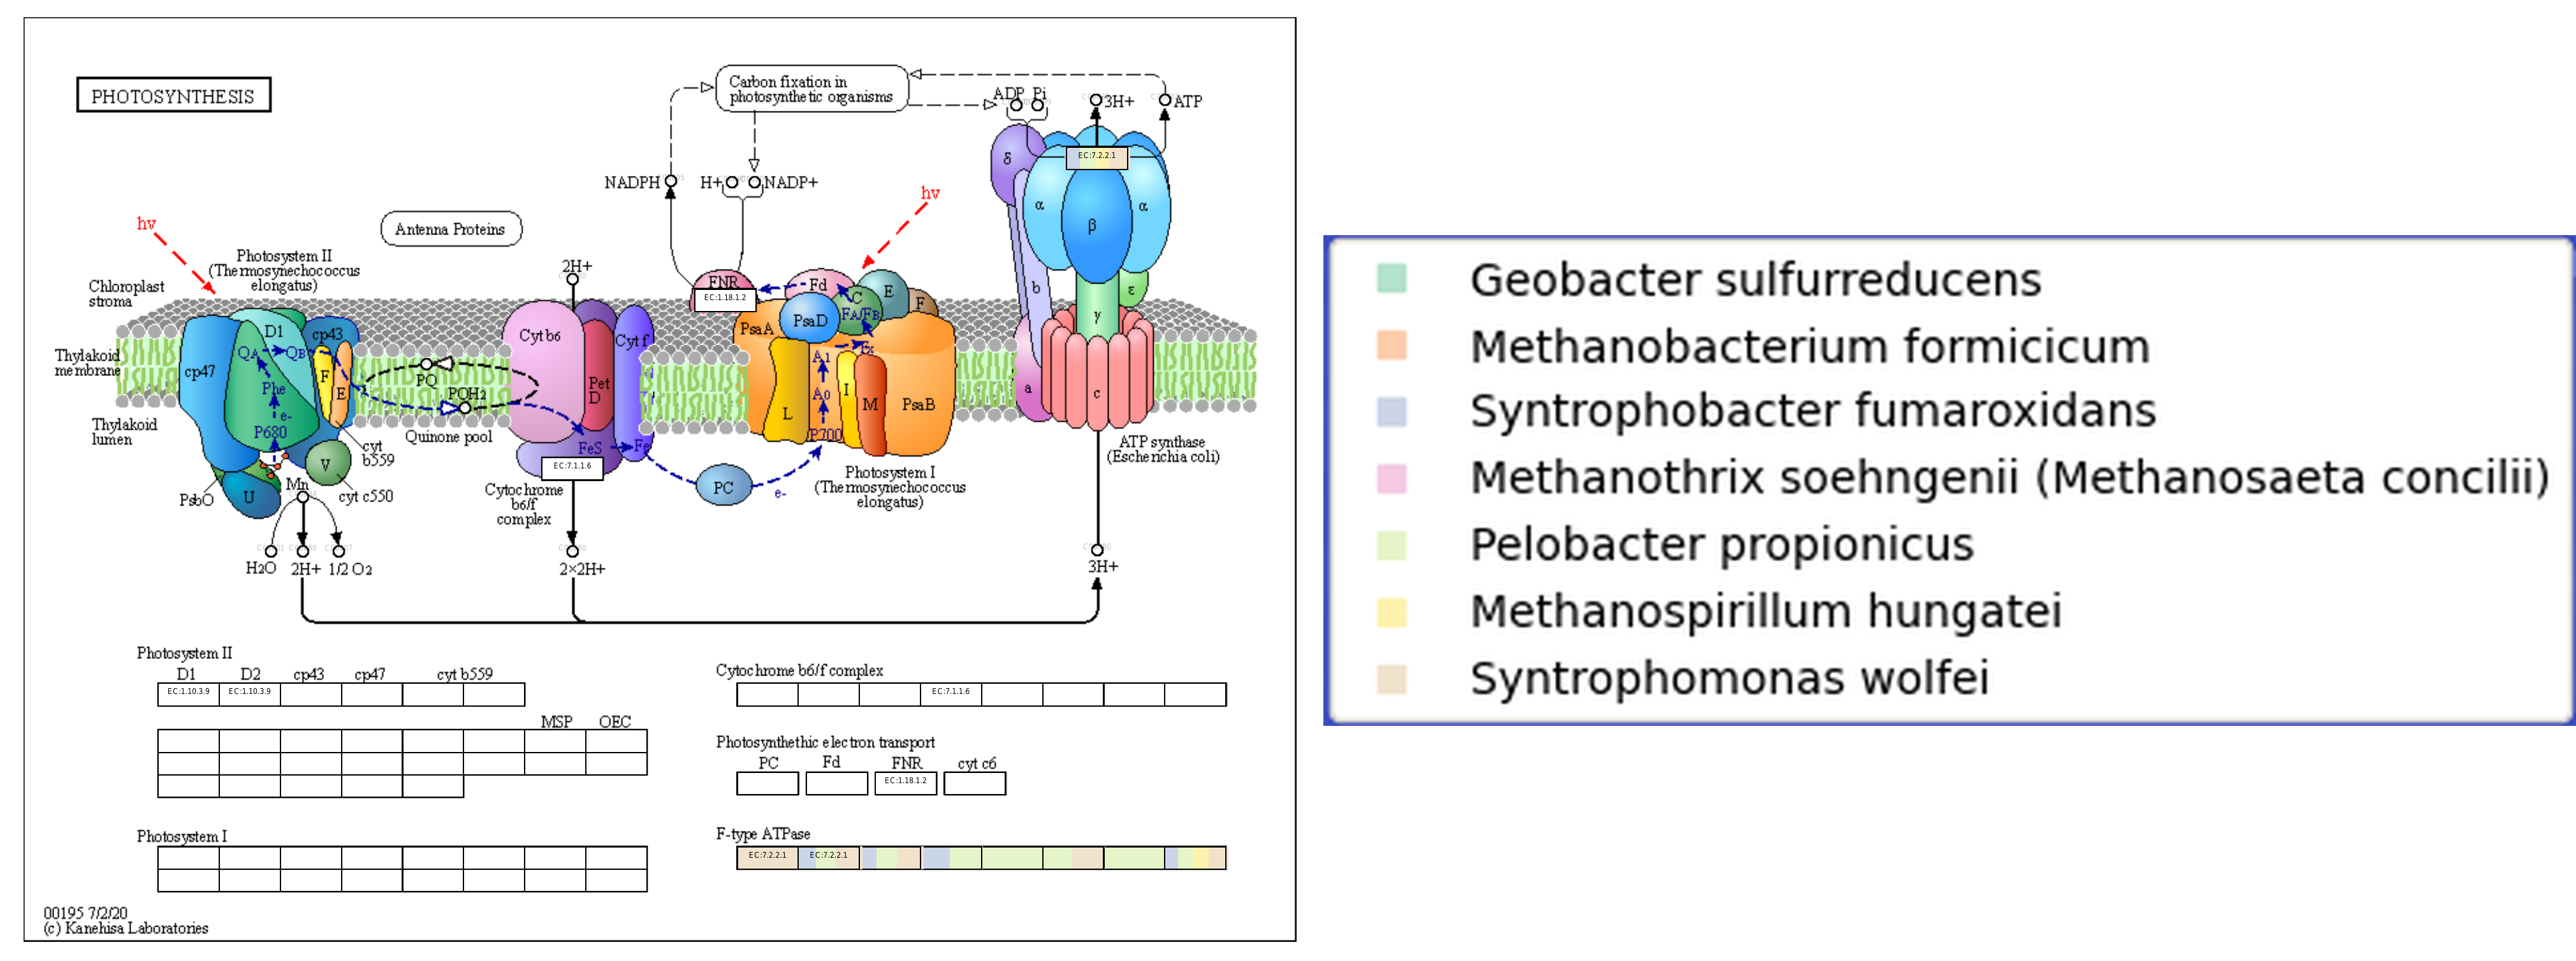 PHOTOSYNTHESIS
Carbon fixation in
photosynthetic organisms
ADP Pi
3H+
ATP
NADPH
H+
NADP+
Antenna Proteins
hν
hν
Photosystem II
(Thermosynechococcus
elongatus)
Chloroplast
stroma
Thylakoid
membrane
Thylakoid
lumen
2H+
FNR
EC:1.18.1.2
Fd
C
E
F
FA/FB
PsaA
PsaD
Fx
A1
A0
P700
L
I
M
PsaB
δ
EC:7.2.2.1
α
β
α
b
γ
ε
a
c
D1
cp43
cp47
QA
QB
Phe
e-
P680
F
E
V
U
PsbO
Mn
cyt
b559
cyt c550
PQ
PQH2
Quinone pool
Cyt b6
Pet
D
Cyt f
FeS
Fe
EC:7.1.1.6
Cytochrome
b6/f
complex
PC
e-
Photosystem I
(Thermosynechococcus
elongatus)
ATP synthase
(Escherichia coli)
H2O
2H+
1/2 O2
2×2H+
3H+
Photosystem II
D1 D2 cp43 cp47 cyt b559
EC:1.10.3.9 EC:1.10.3.9
MSP OEC
Photosystem I
Cytochrome b6/f complex
EC:7.1.1.6
Photosynthethic electron transport
PC Fd FNR cyt c6
EC:1.18.1.2
F-type ATPase
EC:7.2.2.1 EC:7.2.2.1
00195 7/2/20
(c) Kanehisa Laboratories
Geobacter sulfurreducens
Methanobacterium formicicum
Syntrophobacter fumaroxidans
Methanothrix soehngenii (Methanosaeta concilii)
Pelobacter propionicus
Methanospirillum hungatei
Syntrophomonas wolfei